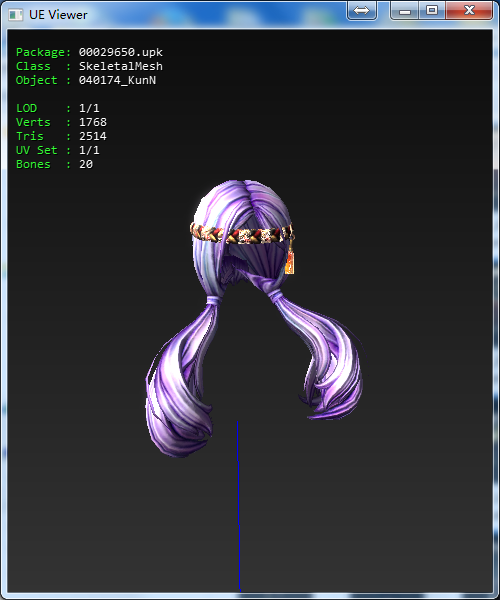 UE Viewer
Package: 00029650.upk
Class : SkeletalMesh
Object : 040174_KunN
LOD : 1/1
Verts : 1768
Tris : 2514
UV Set : 1/1
Bones : 20